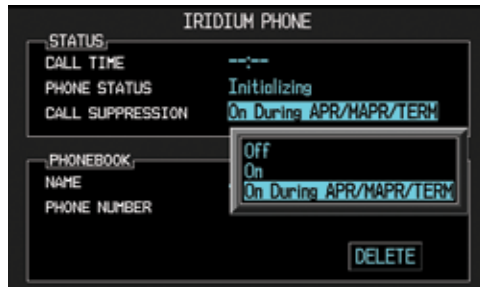 IRIDIUM PHONE
STATUS
CALL TIME --:--
PHONE STATUS Initializing
CALL SUPPRESSION On During APR/MAPR/TERM
Off
On
On During APR/MAPR/TERM
PHONEBOOK
NAME
PHONE NUMBER
DELETE